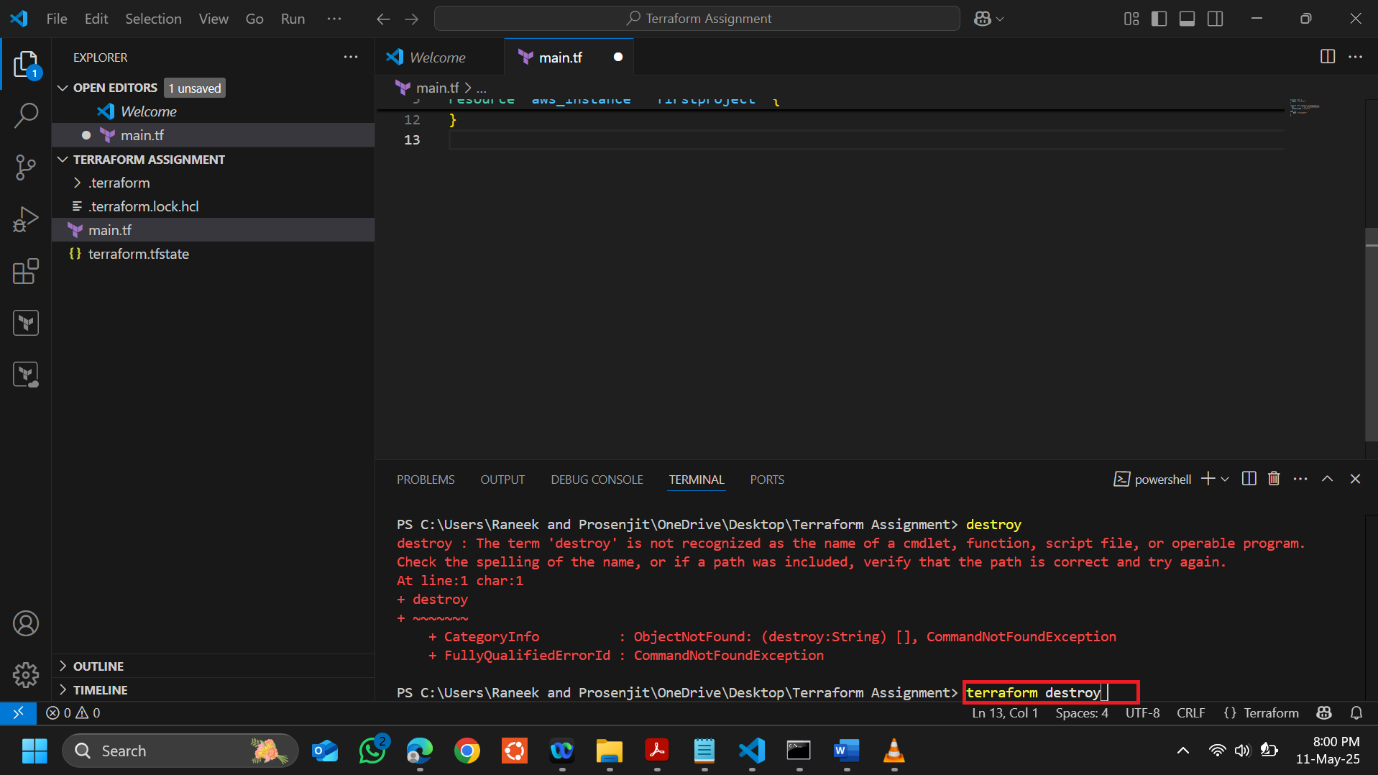 File Edit Selection View Go Run ··· Terraform Assignment
EXPLORER ···
OPEN EDITORS 1 unsaved
Welcome
main.tf
TERRAFORM ASSIGNMENT
.terraform
.terraform.lock.hcl
main.tf
{} terraform.tfstate
OUTLINE
TIMELINE
1
Welcome main.tf
main.tf > ...
resource "aws_instance" "firstproject" {
12 }
13
PROBLEMS OUTPUT DEBUG CONSOLE TERMINAL PORTS powershell
PS C:\Users\Raneek and Prosenjit\OneDrive\Desktop\Terraform Assignment> destroy
destroy : The term 'destroy' is not recognized as the name of a cmdlet, function, script file, or operable program.
Check the spelling of the name, or if a path was included, verify that the path is correct and try again.
At line:1 char:1
+ destroy
+ ~~~~~~~
+ CategoryInfo : ObjectNotFound: (destroy:String) [], CommandNotFoundException
+ FullyQualifiedErrorId : CommandNotFoundException
PS C:\Users\Raneek and Prosenjit\OneDrive\Desktop\Terraform Assignment> terraform destroy
0 0 Ln 13, Col 1 Spaces: 4 UTF-8 CRLF {} Terraform
Search 2 8:00 PM
11-May-25